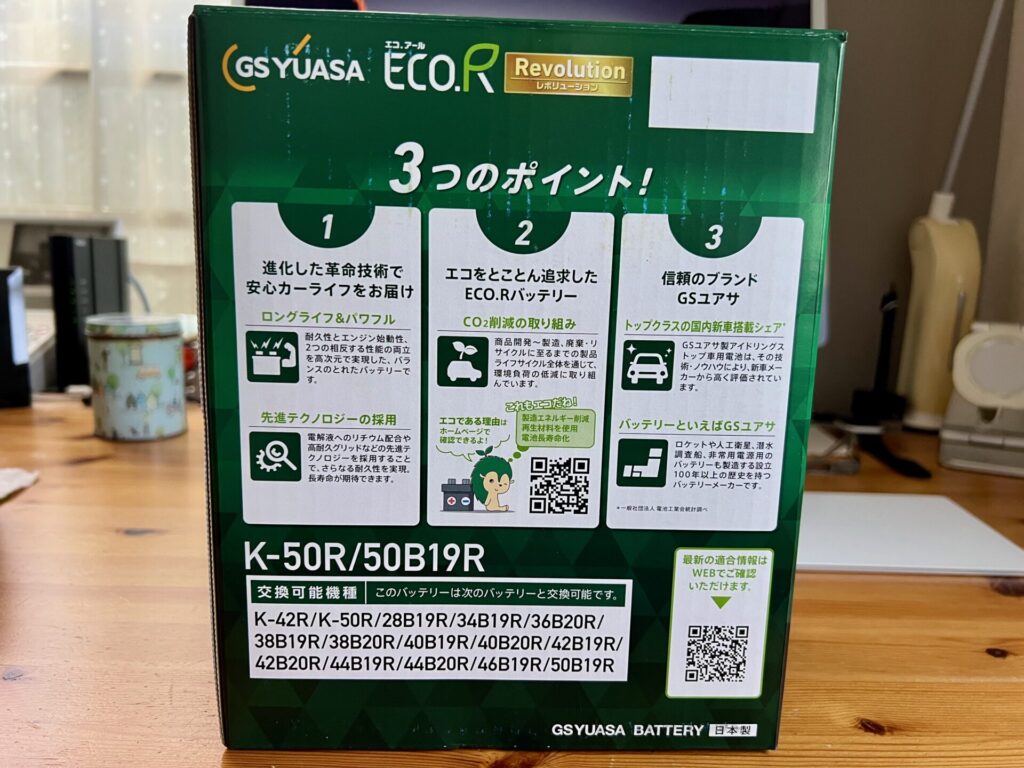 GS YUASA
エコ.アール
ECO.R
Revolution
レボリューション
3つのポイント!
1
進化した革命技術で
安心カーライフをお届け
ロングライフ&パワフル
耐久性とエンジン始動性、
2つの相反する性能の両立
を高次元で実現した、バラ
ンスのとれたバッテリーで
す。
先進テクノロジーの採用
電解液へのリチウム配合や
高耐久グリッドなどの先進テ
クノロジーを採用すること
で、さらなる耐久性を実現。
長寿命が期待できます。
2
エコをとことん追求した
ECO.Rバッテリー
CO2削減の取り組み
商品開発〜製造、廃棄・リ
サイクルに至るまでの製品
ライフサイクル全体を通じて、
環境負荷の低減に取り組
んでいます。
これもエコだね!
エコである理由は
ホームページで
確認できるよ!
製造エネルギー削減
再生材料を使用
電池長寿命化
3
信頼のブランド
GSユアサ
トップクラスの国内新車搭載シェア*
GSユアサ製アイドリングス
トップ車用電池は、その技
術・ノウハウにより、新車メー
カーから高く評価されていま
す。
バッテリーといえばGSユアサ
ロケットや人工衛星、潜水
調査船、非常用電源用の
バッテリーも製造する設立
100年以上の歴史を持つ
バッテリーメーカーです。
*一般社団法人 電池工業会統計調べ
K-50R/50B19R
交換可能機種 このバッテリーは次のバッテリーと交換可能です。
K-42R/K-50R/28B19R/34B19R/36B20R/
38B19R/38B20R/40B19R/40B20R/42B19R/
42B20R/44B19R/44B20R/46B19R/50B19R
最新の適合情報は
WEBでご確認
いただけます。
GSYUASA BATTERY 日本製